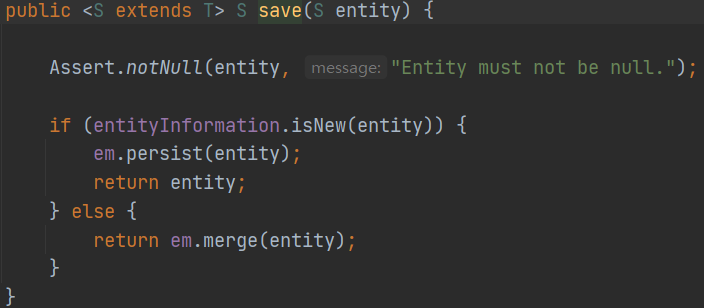 public <S extends T> S save(S entity) {
Assert.notNull(entity, message: "Entity must not be null.");
if (entityInformation.isNew(entity)) {
em.persist(entity);
return entity;
} else {
return em.merge(entity);
}
}